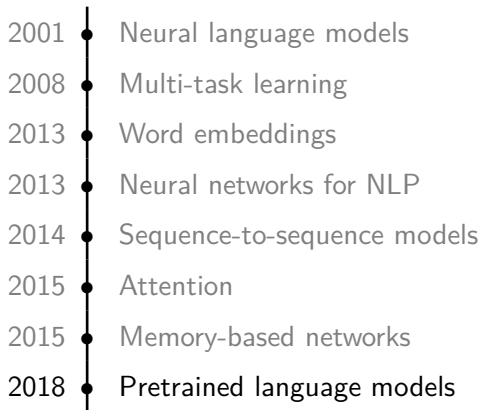 2001 Neural language models
2008 Multi-task learning
2013 Word embeddings
2013 Neural networks for NLP
2014 Sequence-to-sequence models
2015 Attention
2015 Memory-based networks
2018 Pretrained language models